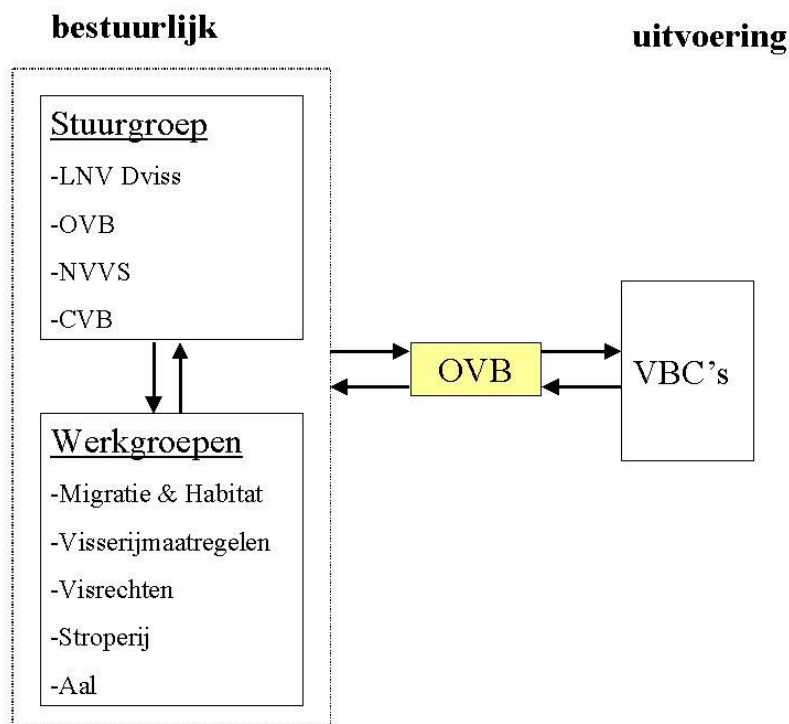 bestuurlijk
uitvoering
Stuurgroep
-LNV Dviss
-OVB
-NVVS
-CVB
OVB
VBC's
Werkgroepen
-Migratie & Habitat
-Visserijmaatregelen
-Visrechten
-Stroperij
-Aal